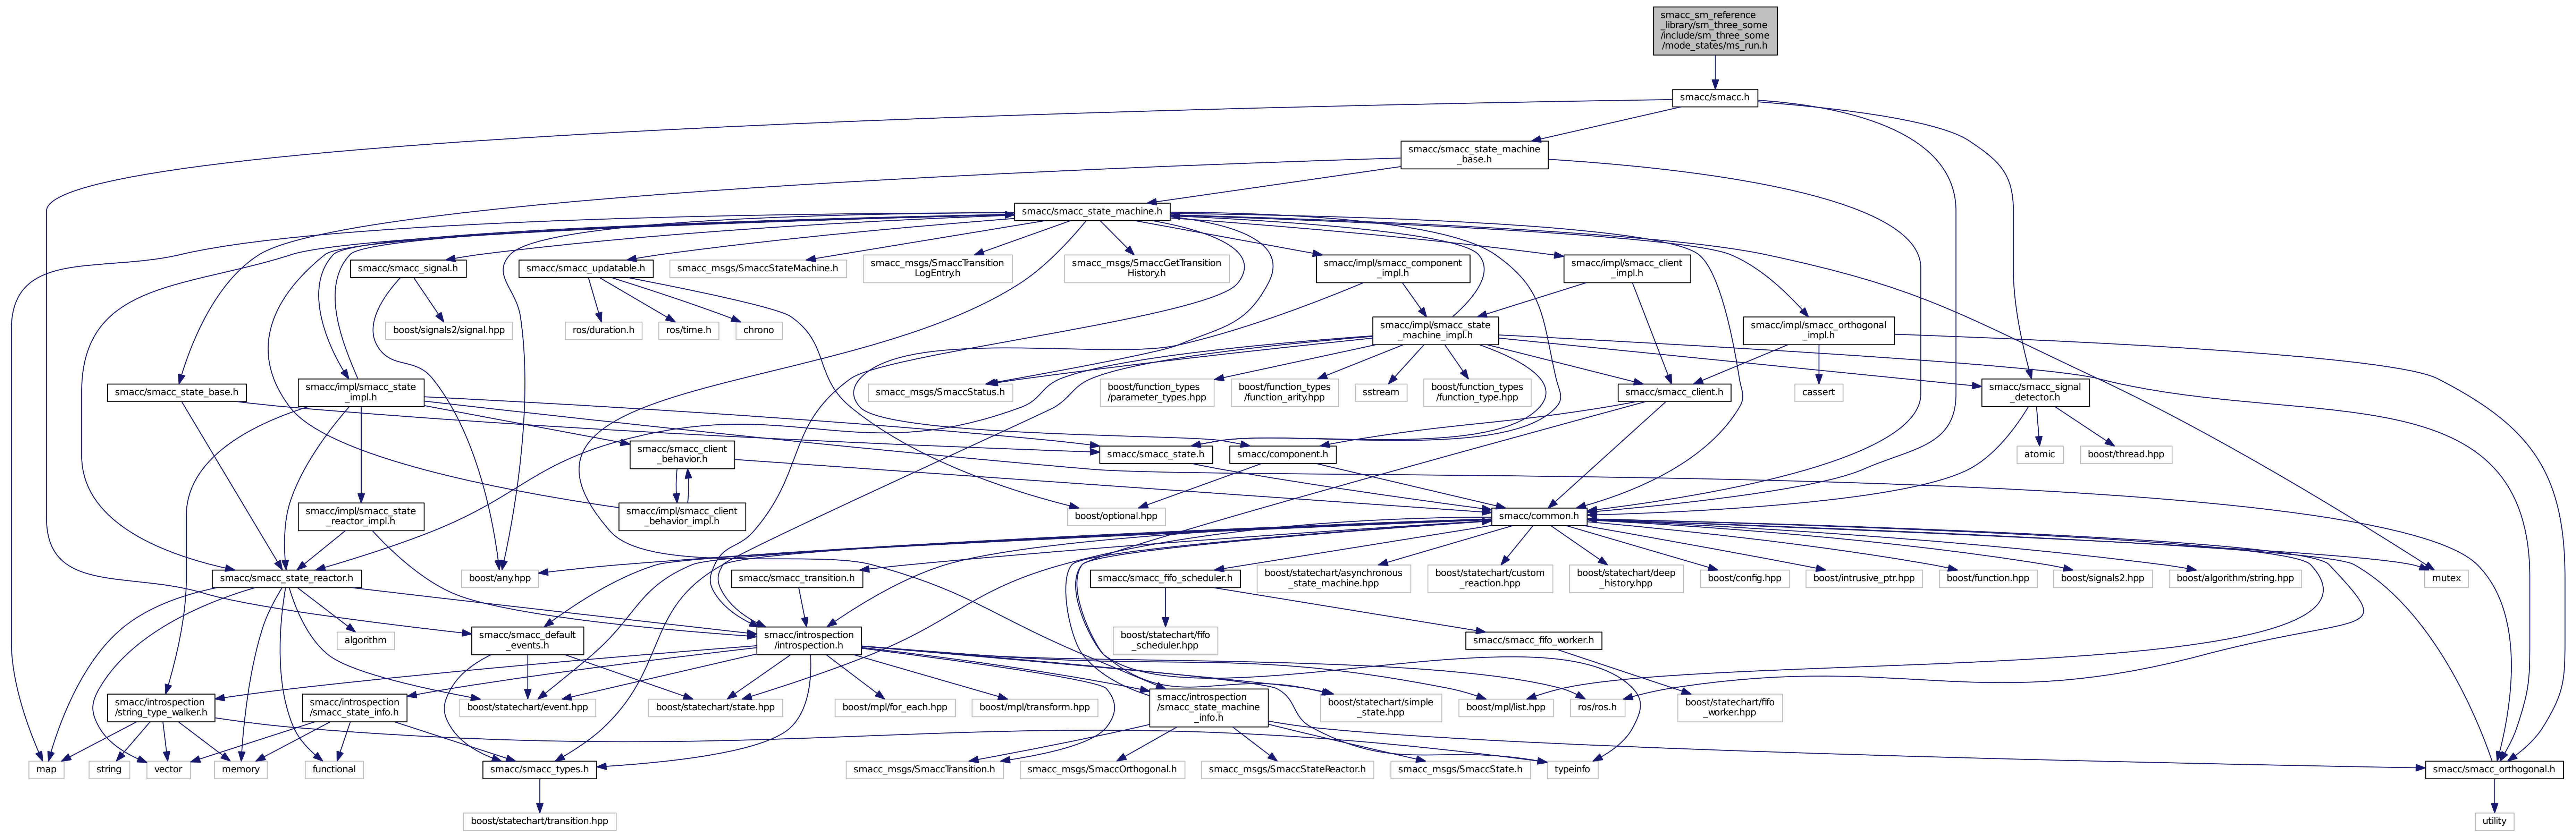 smacc_sm_reference
_library/sm_three_some
/include/sm_three_some
/mode_states/ms_run.h
smacc/smacc.h
smacc/smacc_state_machine
_base.h
smacc/smacc_state_machine.h
smacc/smacc_signal.h
smacc/smacc_updatable.h
smacc_msgs/SmaccStateMachine.h
smacc_msgs/SmaccTransition
LogEntry.h
smacc_msgs/SmaccGetTransition
History.h
smacc/impl/smacc_component
_impl.h
smacc/impl/smacc_client
_impl.h
boost/signals2/signal.hpp
ros/duration.h
ros/time.h
chrono
smacc/impl/smacc_state
_machine_impl.h
smacc/impl/smacc_orthogonal
_impl.h
smacc/smacc_state_base.h
smacc/impl/smacc_state
_impl.h
smacc_msgs/SmaccStatus.h
boost/function_types
/parameter_types.hpp
boost/function_types
/function_arity.hpp
sstream
boost/function_types
/function_type.hpp
smacc/smacc_client.h
cassert
smacc/smacc_signal
_detector.h
smacc/smacc_client
_behavior.h
smacc/smacc_state.h
smacc/component.h
atomic
boost/thread.hpp
smacc/impl/smacc_state
_reactor_impl.h
smacc/impl/smacc_client
_behavior_impl.h
boost/optional.hpp
smacc/common.h
smacc/smacc_state_reactor.h
boost/any.hpp
smacc/smacc_transition.h
smacc/smacc_fifo_scheduler.h
boost/statechart/asynchronous
_state_machine.hpp
boost/statechart/custom
_reaction.hpp
boost/statechart/deep
_history.hpp
boost/config.hpp
boost/intrusive_ptr.hpp
boost/function.hpp
boost/signals2.hpp
boost/algorithm/string.hpp
mutex
algorithm
smacc/smacc_default
_events.h
smacc/introspection
/introspection.h
boost/statechart/fifo
_scheduler.hpp
smacc/smacc_fifo_worker.h
smacc/introspection
/string_type_walker.h
smacc/introspection
/smacc_state_info.h
boost/statechart/event.hpp
boost/statechart/state.hpp
boost/mpl/for_each.hpp
boost/mpl/transform.hpp
smacc/introspection
/smacc_state_machine
_info.h
boost/statechart/simple
_state.hpp
boost/mpl/list.hpp
ros/ros.h
boost/statechart/fifo
_worker.hpp
map
string
vector
memory
functional
smacc/smacc_types.h
smacc_msgs/SmaccTransition.h
smacc_msgs/SmaccOrthogonal.h
smacc_msgs/SmaccStateReactor.h
smacc_msgs/SmaccState.h
typeinfo
smacc/smacc_orthogonal.h
boost/statechart/transition.hpp
utility